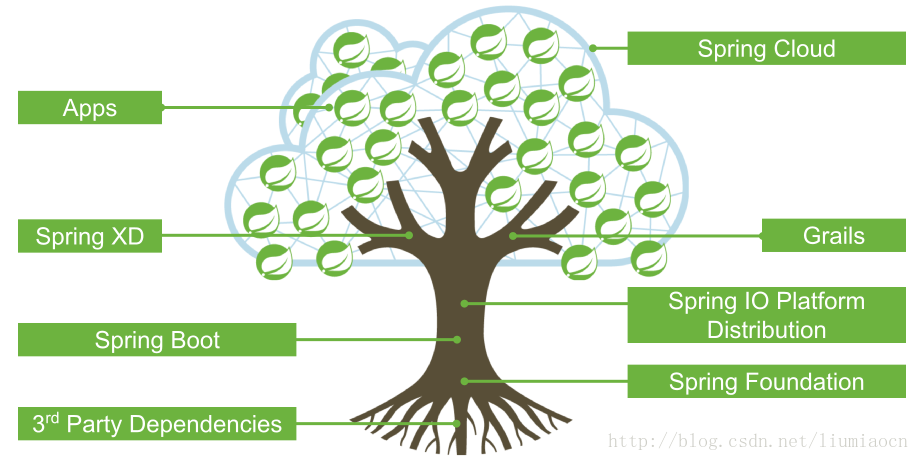 Spring Cloud
Apps
Spring XD
Grails
Spring IO Platform
Distribution
Spring Boot
Spring Foundation
3rd Party Dependencies
http://blog.csdn.net/liumiaocn